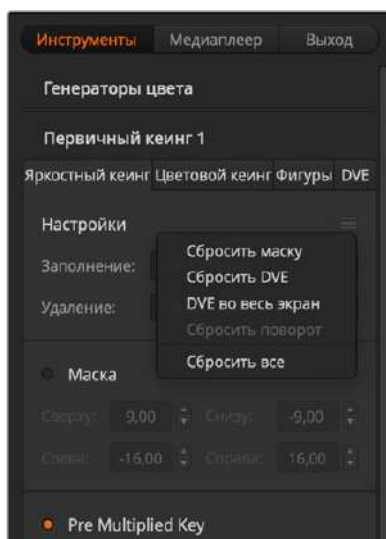 Инструменты Медиаплеер Выход
Генераторы цвета
Первичный кеинг 1
Яркостный кеинг Цветовой кеинг Фигуры DVE
Настройки
Сбросить маску
Заполнение:
Сбросить DVE
DVE во весь экран
Удаление:
Сбросить поворот
Сбросить все
Маска
Сверху: 9,00 Снизу: -9,00
Слева: -16,00 Справа: 16,00
Pre Multiplied Key